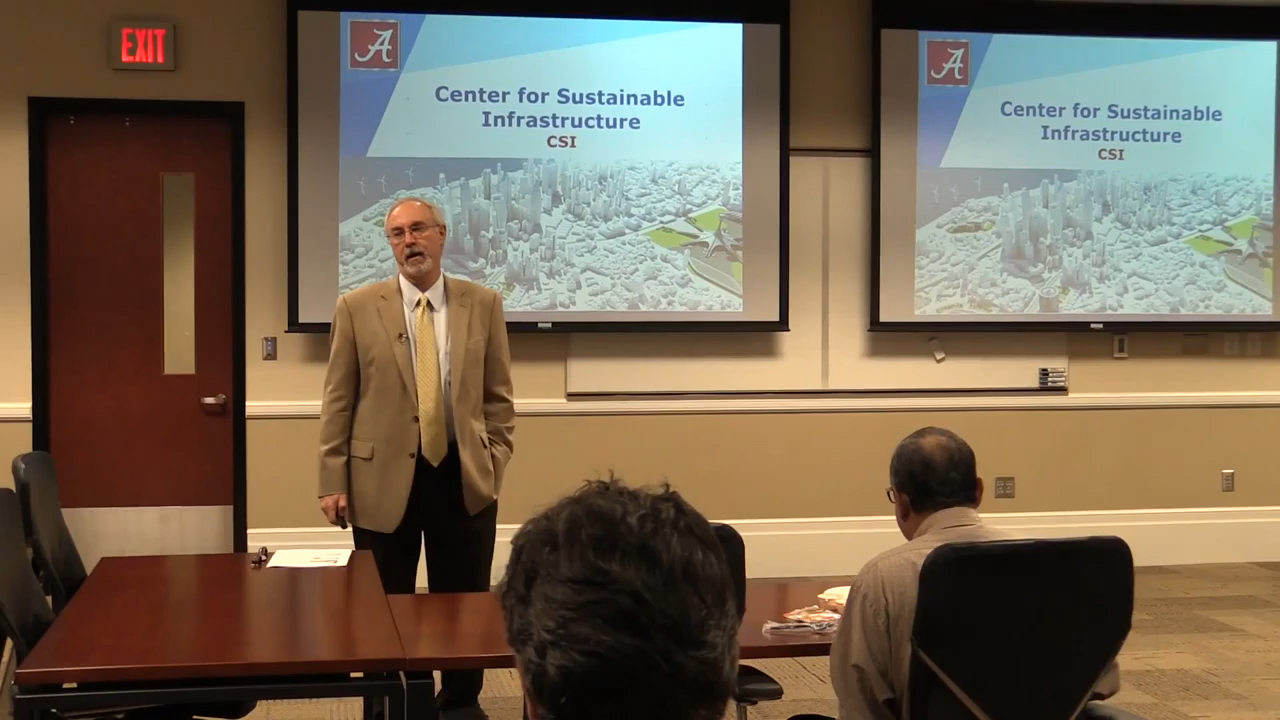 EXIT
A
Center for Sustainable
Infrastructure
CSI
A
Center for Sustainable
Infrastructure
CSI